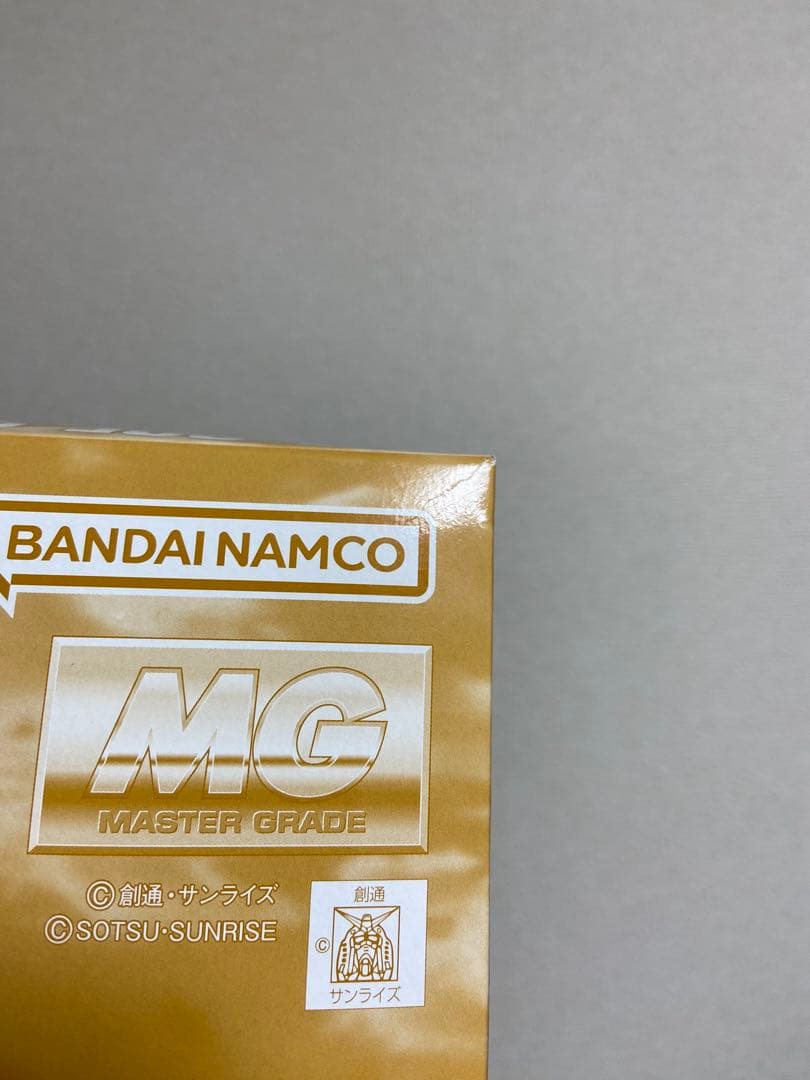 BANDAI NAMCO
MG
MASTER GRADE
©創通・サンライズ
©SOTSU・SUNRISE
創通
©
サンライズ